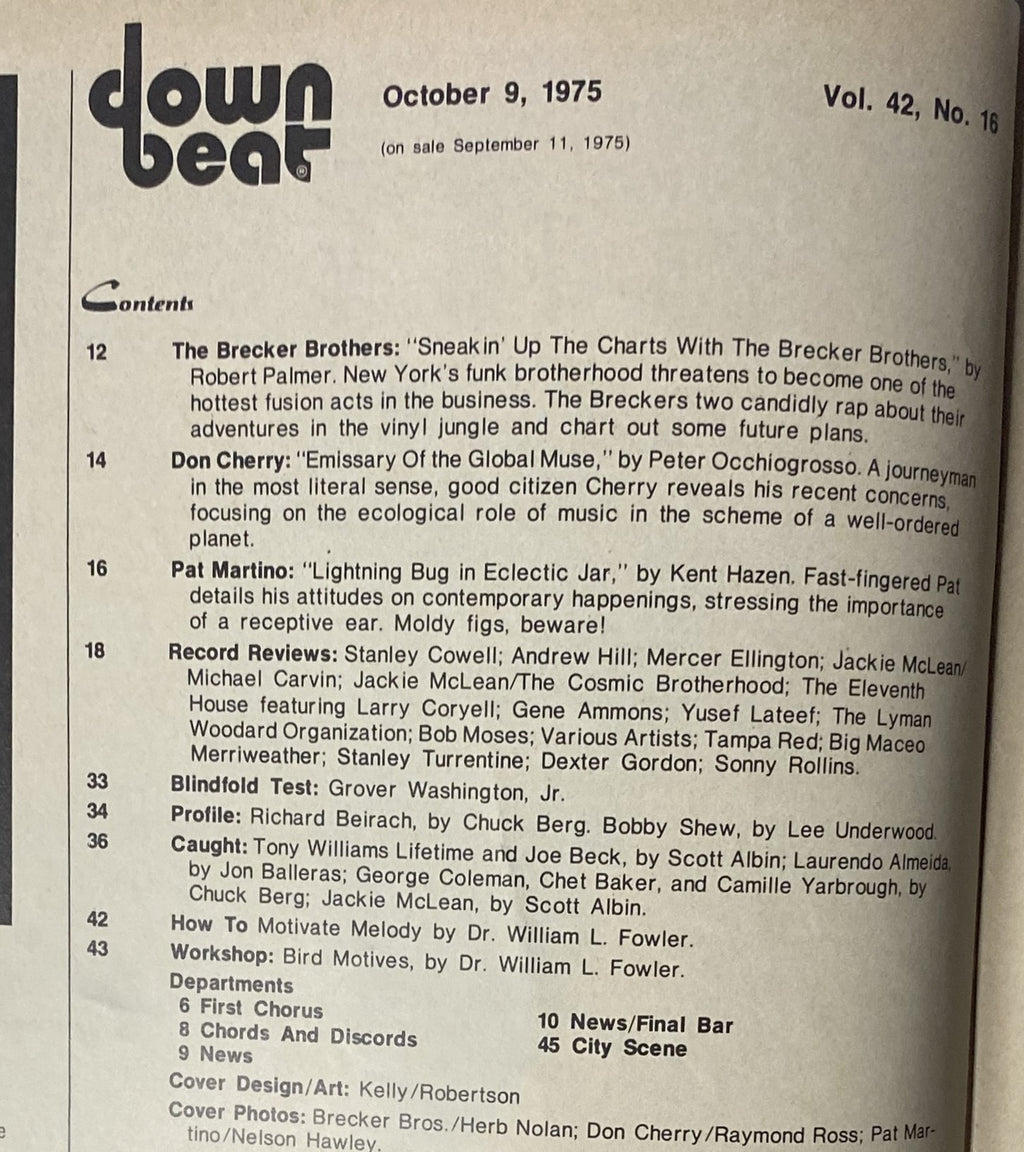 down
beat®
October 9, 1975
(on sale September 11, 1975)
Vol. 42, No. 16
Contents
12 The Brecker Brothers: "Sneakin' Up The Charts With The Brecker Brothers," by
Robert Palmer. New York's funk brotherhood threatens to become one of the
hottest fusion acts in the business. The Breckers two candidly rap about their
adventures in the vinyl jungle and chart out some future plans.
14 Don Cherry: "Emissary Of the Global Muse," by Peter Occhiogrosso. A journeyman
in the most literal sense, good citizen Cherry reveals his recent concerns,
focusing on the ecological role of music in the scheme of a well-ordered
planet.
16 Pat Martino: "Lightning Bug in Eclectic Jar," by Kent Hazen. Fast-fingered Pat
details his attitudes on contemporary happenings, stressing the importance
of a receptive ear. Moldy figs, beware!
18 Record Reviews: Stanley Cowell; Andrew Hill; Mercer Ellington; Jackie McLean/
Michael Carvin; Jackie McLean/The Cosmic Brotherhood; The Eleventh
House featuring Larry Coryell; Gene Ammons; Yusef Lateef; The Lyman
Woodard Organization; Bob Moses; Various Artists; Tampa Red; Big Maceo
Merriweather; Stanley Turrentine; Dexter Gordon; Sonny Rollins.
33 Blindfold Test: Grover Washington, Jr.
34 Profile: Richard Beirach, by Chuck Berg. Bobby Shew, by Lee Underwood.
36 Caught: Tony Williams Lifetime and Joe Beck, by Scott Albin; Laurendo Almeida,
by Jon Balleras; George Coleman, Chet Baker, and Camille Yarbrough, by
Chuck Berg; Jackie McLean, by Scott Albin.
42 How To Motivate Melody by Dr. William L. Fowler.
43 Workshop: Bird Motives, by Dr. William L. Fowler.
Departments
6 First Chorus
8 Chords And Discords
9 News
10 News/Final Bar
45 City Scene
Cover Design/Art: Kelly/Robertson
Cover Photos: Brecker Bros./Herb Nolan; Don Cherry/Raymond Ross; Pat Mar-
tino/Nelson Hawley.
e